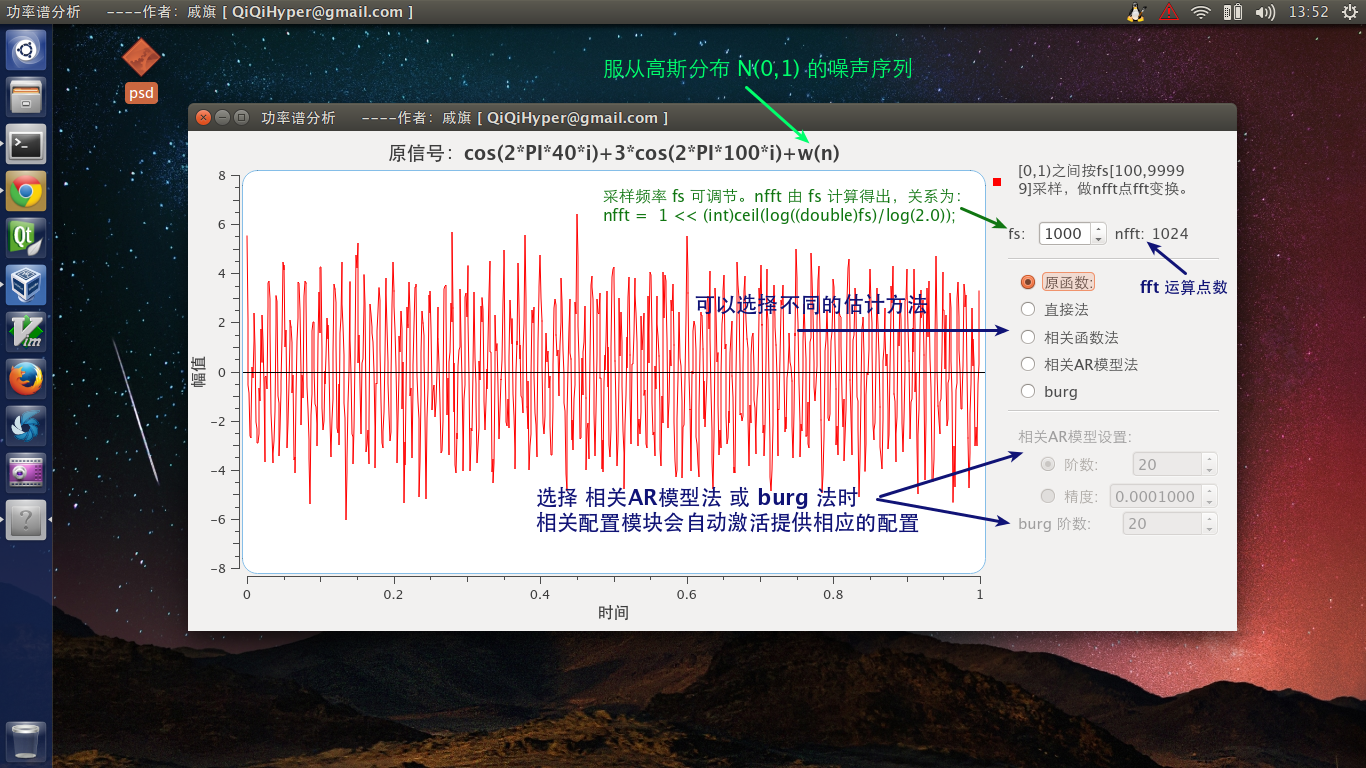 功率谱分析 ----作者：戚旗 [ QiQiHyper@gmail.com ]
13:52
psd
服从高斯分布 N(0,1) 的噪声序列
功率谱分析 ----作者：戚旗 [ QiQiHyper@gmail.com ]
原信号：cos(2*PI*40*i)+3*cos(2*PI*100*i)+w(n)
[0,1)之间按fs[100,9999
9]采样，做nfft点fft变换。
采样频率 fs 可调节。nfft 由 fs 计算得出，关系为：
nfft = 1 << (int)ceil(log((double)fs)/log(2.0));
fs: 1000 nfft: 1024
fft 运算点数
原函数:
直接法
相关函数法
相关AR模型法
burg
可以选择不同的估计方法
相关AR模型设置:
阶数: 20
精度: 0.0001000
burg 阶数: 20
选择 相关AR模型法 或 burg 法时
相关配置模块会自动激活提供相应的配置
幅值
8
6
4
2
0
−2
−4
−6
−8
0 0.2 0.4 0.6 0.8 1
时间
Qt
Vim
?